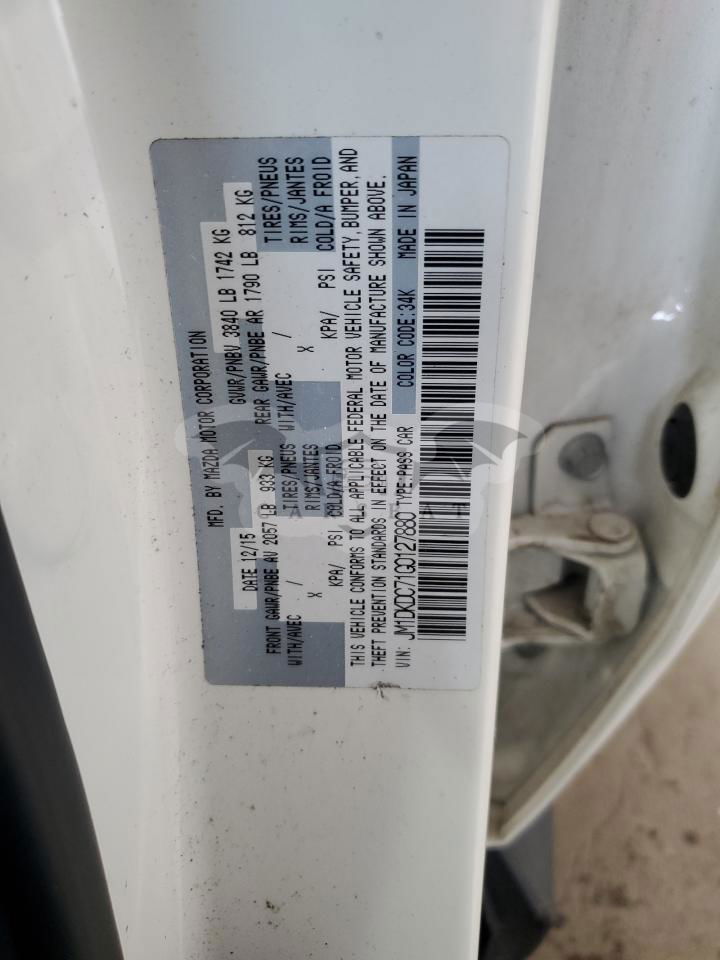 MFD. BY MAZDA MOTOR CORPORATION
DATE 12/15 GVWR/PNBV 3840 LB 1742 KG
FRONT GAWR/PNBE AV 2057 LB 933 KG REAR GAWR/PNBE AR 1790 LB 812 KG
WITH/AVEC / TIRES/PNEUS WITH/AVEC / TIRES/PNEUS
X RIMS/JANTES X RIMS/JANTES
KPA/ PSI COLD/A FROID KPA/ PSI COLD/A FROID
THIS VEHICLE CONFORMS TO ALL APPLICABLE FEDERAL MOTOR VEHICLE SAFETY, BUMPER, AND
THEFT PREVENTION STANDARDS IN EFFECT ON THE DATE OF MANUFACTURE SHOWN ABOVE.
VIN: JM1DKDC71G0127880 TYPE:PASS CAR COLOR CODE:34K MADE IN JAPAN